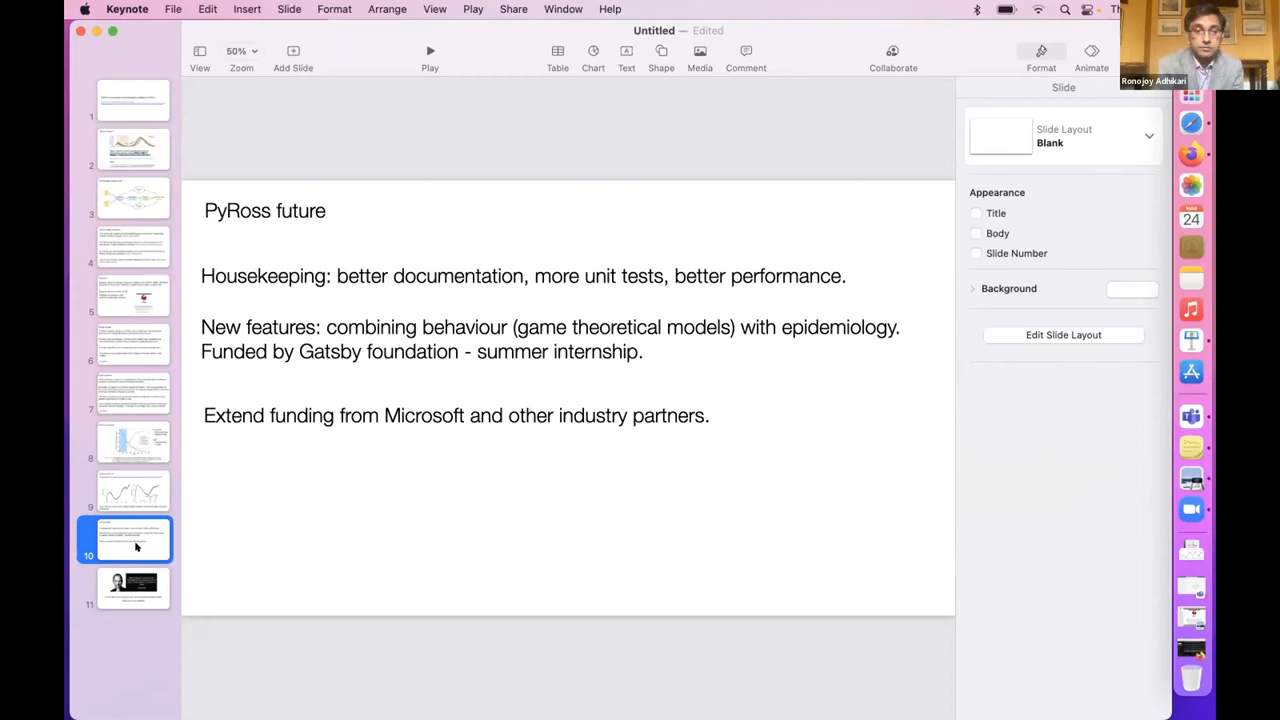 Keynote File Edit Insert Slide Format Arrange View Play Share Window Help
Untitled — Edited
50%
View Zoom Add Slide Play Table Chart Text Shape Media Comment Collaborate Format Animate
Ronojoy Adhikari
Slide
Slide Layout
Blank
Appearance
Title
Body
Slide Number
Background
Edit Slide Layout
1
2
3
4
5
6
7
8
9
10
11
PyRoss future
Housekeeping: better documentation, more unit tests, better performance.
New features: combining behaviour (game theoretical models) with epidemiology.
Funded by Gatsby Foundation - summer internship.
Extend funding from Microsoft and other industry partners.
MAR
24